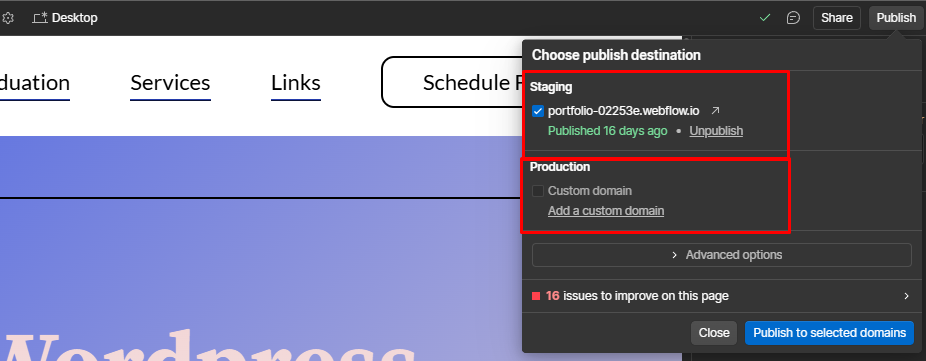 Desktop
Share
Publish
Choose publish destination
Services
Links
Schedule
Staging
portfolio-02253e.webflow.io
Published 16 days ago • Unpublish
Production
Custom domain
Add a custom domain
Advanced options
16 issues to improve on this page
Close
Publish to selected domains
Wordpress